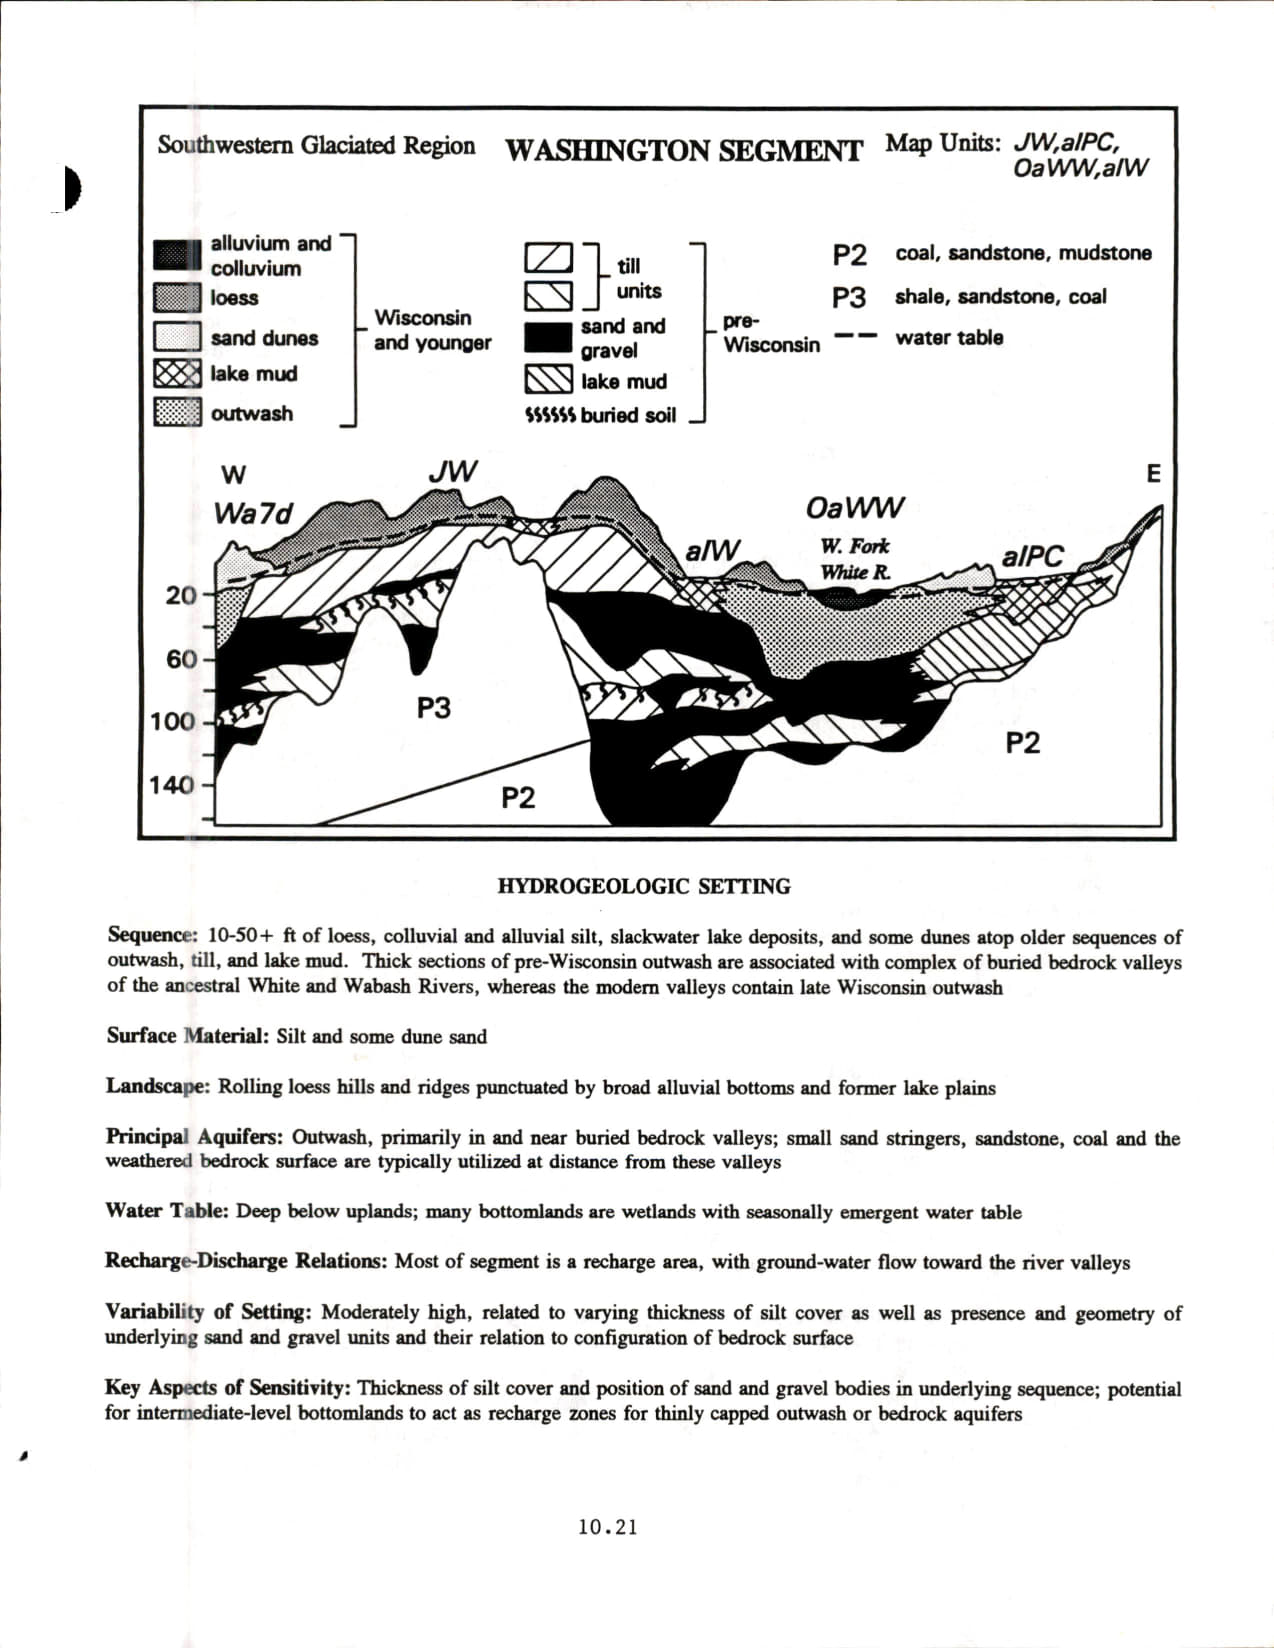 Southwestern Glaciated Region WASHINGTON SEGMENT Map Units: JW,alPC,
OaWW,alW
alluvium and
colluvium
loess
sand dunes
lake mud
outwash
Wisconsin
and younger
till
units
sand and
gravel
lake mud
§§§§§§ buried soil
pre-
Wisconsin
P2 coal, sandstone, mudstone
P3 shale, sandstone, coal
water table
W
JW
E
Wa7d
OaWW
alW
W. Fork
White R.
alPC
20
60
100
140
P3
P2
P2
HYDROGEOLOGIC SETTING
Sequence: 10-50+ ft of loess, colluvial and alluvial silt, slackwater lake deposits, and some dunes atop older sequences of
outwash, till, and lake mud. Thick sections of pre-Wisconsin outwash are associated with complex of buried bedrock valleys
of the ancestral White and Wabash Rivers, whereas the modern valleys contain late Wisconsin outwash
Surface Material: Silt and some dune sand
Landscape: Rolling loess hills and ridges punctuated by broad alluvial bottoms and former lake plains
Principal Aquifers: Outwash, primarily in and near buried bedrock valleys; small sand stringers, sandstone, coal and the
weathered bedrock surface are typically utilized at distance from these valleys
Water Table: Deep below uplands; many bottomlands are wetlands with seasonally emergent water table
Recharge-Discharge Relations: Most of segment is a recharge area, with ground-water flow toward the river valleys
Variability of Setting: Moderately high, related to varying thickness of silt cover as well as presence and geometry of
underlying sand and gravel units and their relation to configuration of bedrock surface
Key Aspects of Sensitivity: Thickness of silt cover and position of sand and gravel bodies in underlying sequence; potential
for intermediate-level bottomlands to act as recharge zones for thinly capped outwash or bedrock aquifers
10.21